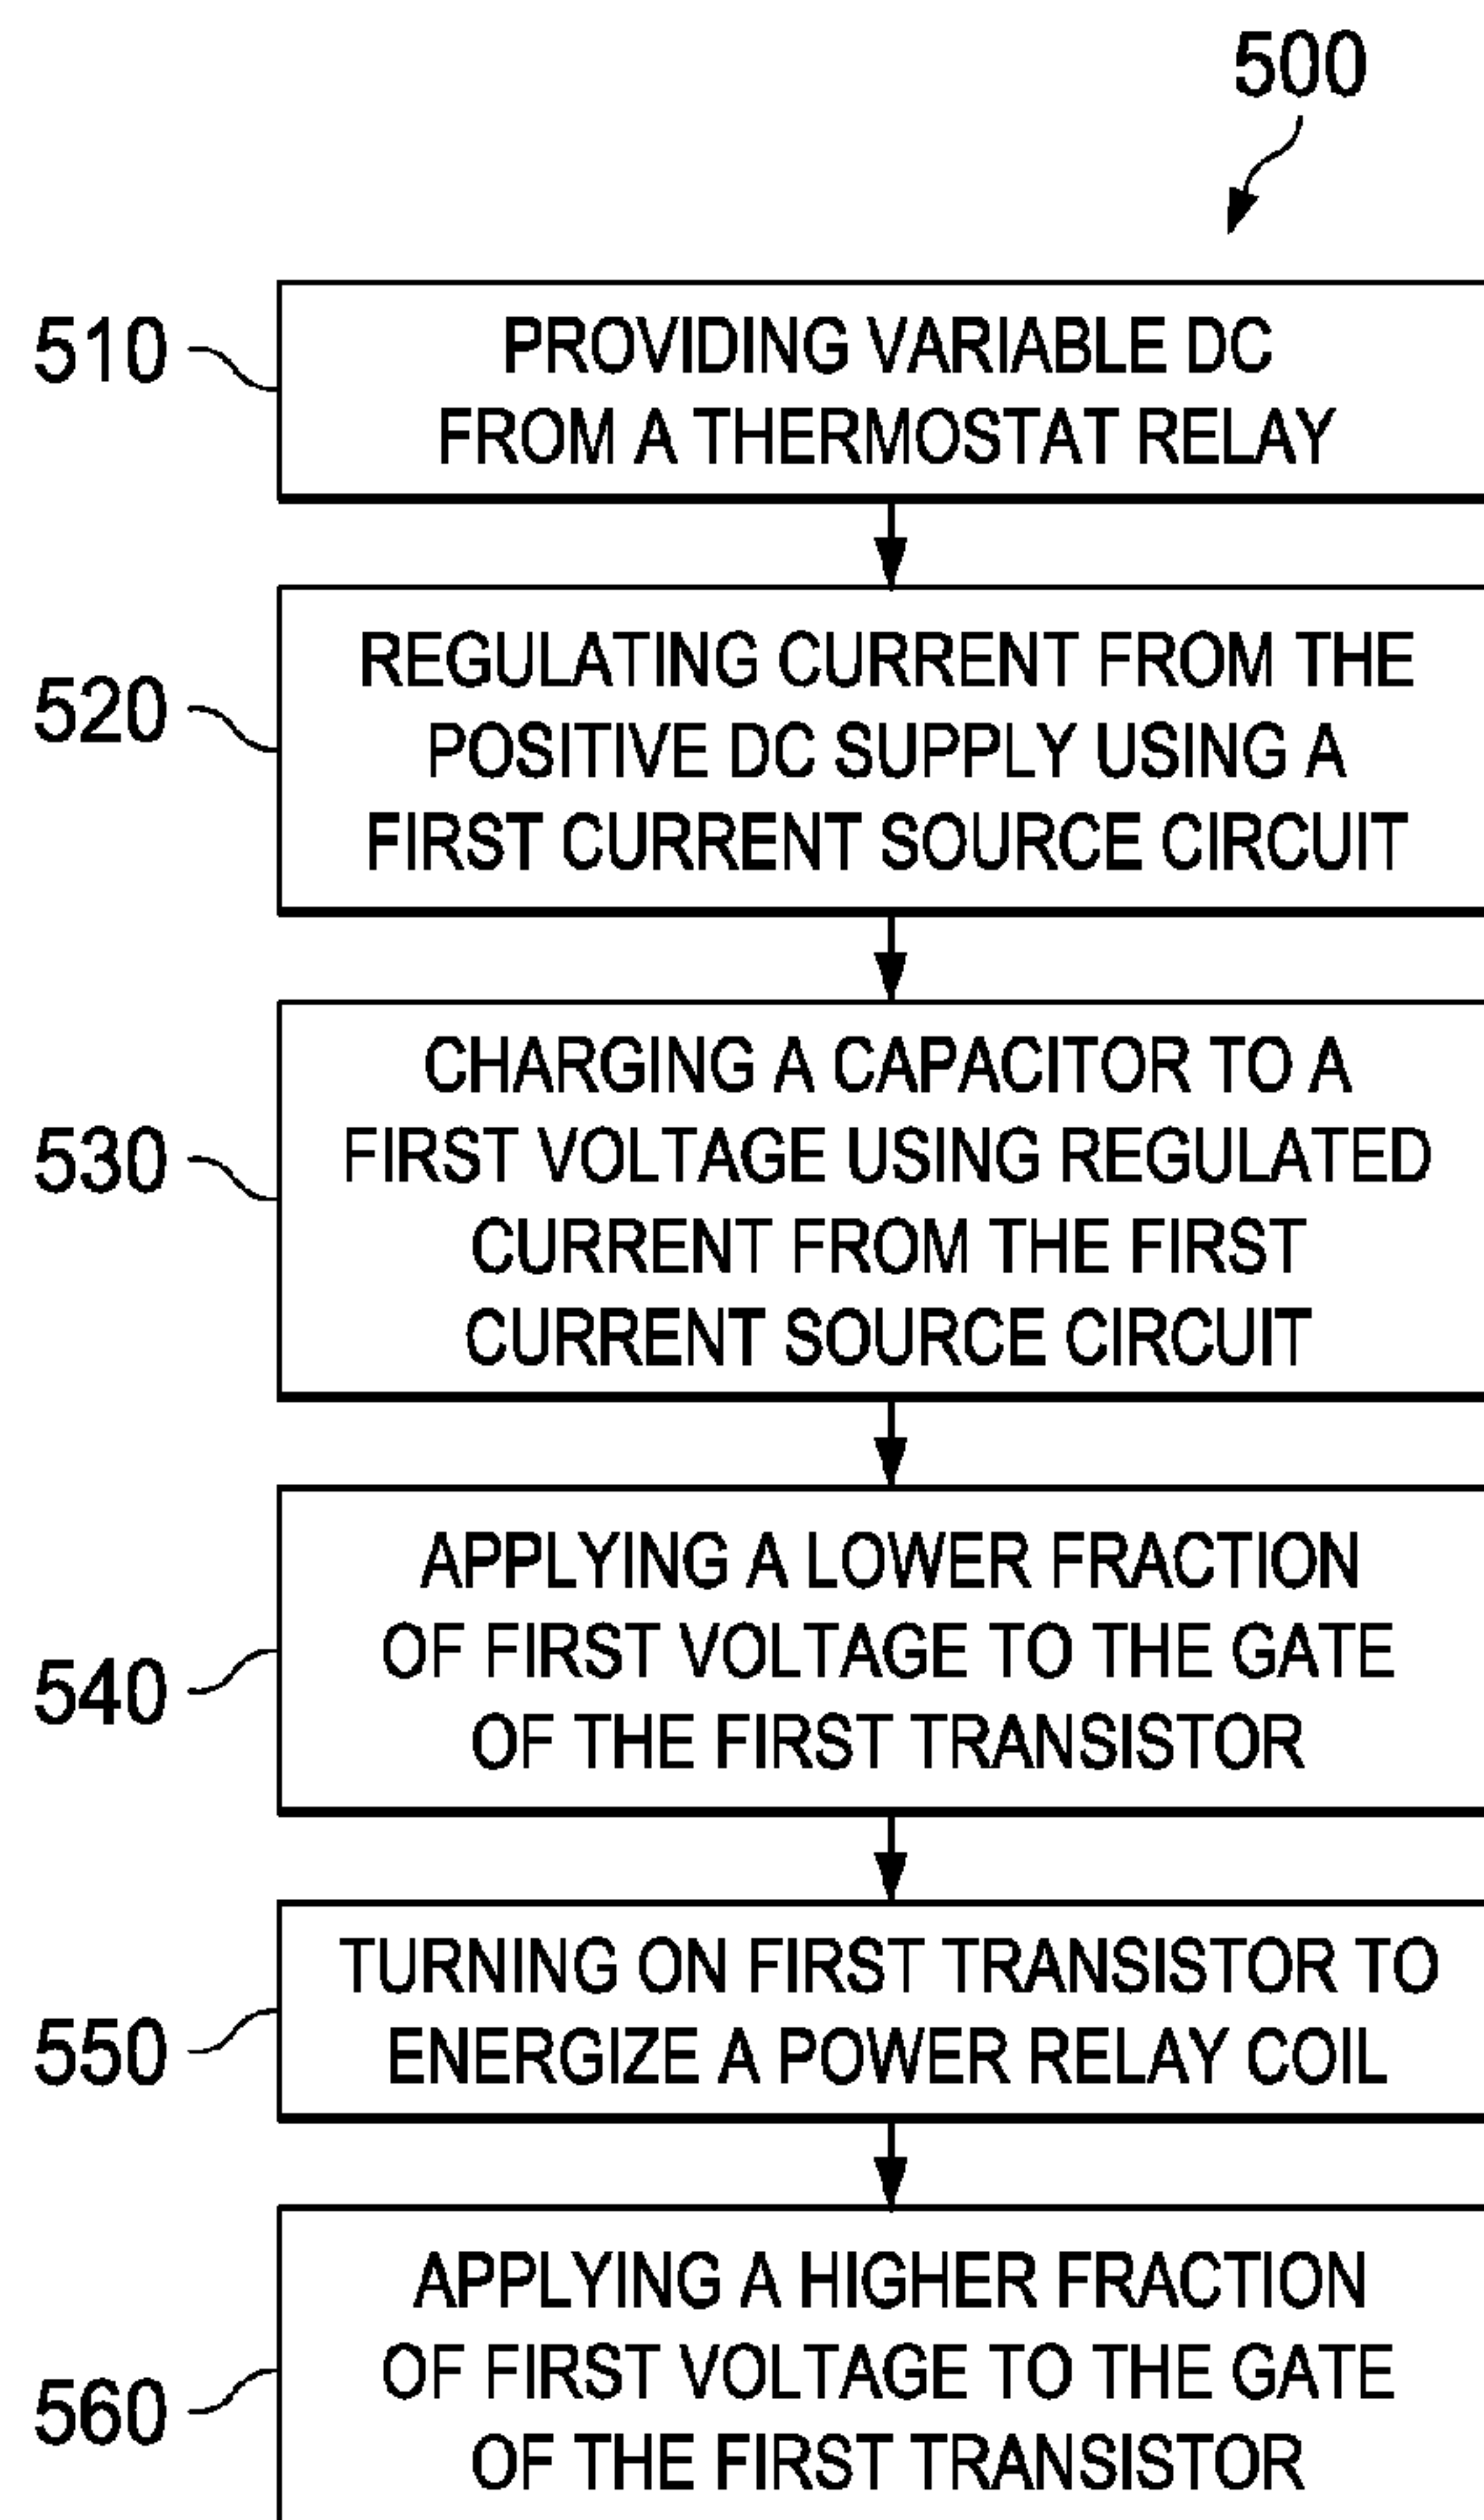 500
510
PROVIDING VARIABLE DC
FROM A THERMOSTAT RELAY
520
REGULATING CURRENT FROM THE
POSITIVE DC SUPPLY USING A
FIRST CURRENT SOURCE CIRCUIT
530
CHARGING A CAPACITOR TO A
FIRST VOLTAGE USING REGULATED
CURRENT FROM THE FIRST
CURRENT SOURCE CIRCUIT
540
APPLYING A LOWER FRACTION
OF FIRST VOLTAGE TO THE GATE
OF THE FIRST TRANSISTOR
550
TURNING ON FIRST TRANSISTOR TO
ENERGIZE A POWER RELAY COIL
560
APPLYING A HIGHER FRACTION
OF FIRST VOLTAGE TO THE GATE
OF THE FIRST TRANSISTOR